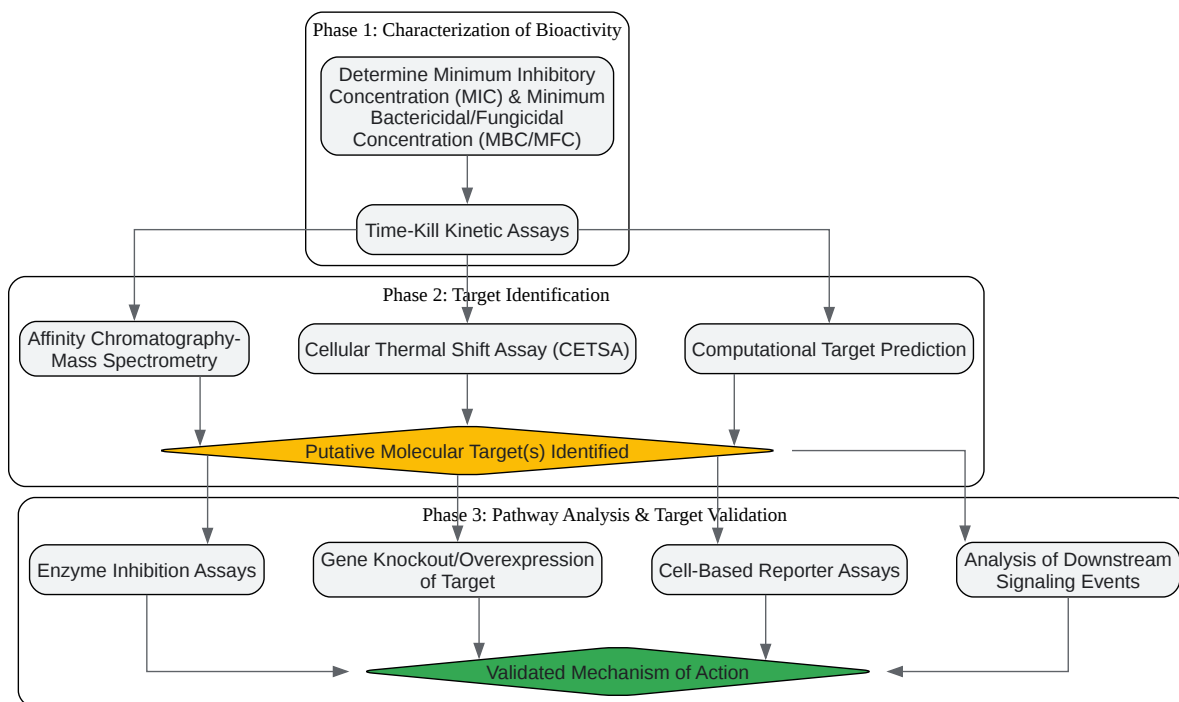 Phase 1: Characterization of Bioactivity
Determine Minimum Inhibitory
Concentration (MIC) & Minimum
Bactericidal/Fungicidal
Concentration (MBC/MFC)
Time-Kill Kinetic Assays
Phase 2: Target Identification
Affinity Chromatography-
Mass Spectrometry
Cellular Thermal Shift Assay (CETSA)
Computational Target Prediction
Putative Molecular Target(s) Identified
Phase 3: Pathway Analysis & Target Validation
Enzyme Inhibition Assays
Gene Knockout/Overexpression
of Target
Cell-Based Reporter Assays
Analysis of Downstream
Signaling Events
Validated Mechanism of Action